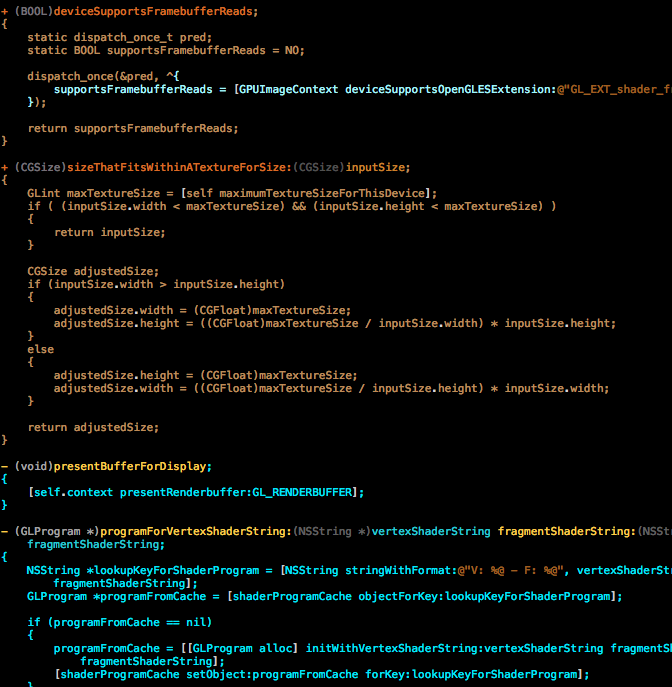 + (BOOL)deviceSupportsFramebufferReads;
{
    static dispatch_once_t pred;
    static BOOL supportsFramebufferReads = NO;

    dispatch_once(&pred, ^{
        supportsFramebufferReads = [GPUImageContext deviceSupportsOpenGLESExtension:@"GL_EXT_shader_f
    });

    return supportsFramebufferReads;
}

+ (CGSize)sizeThatFitsWithinATextureForSize:(CGSize)inputSize;
{
    GLint maxTextureSize = [self maximumTextureSizeForThisDevice];
    if ( (inputSize.width < maxTextureSize) && (inputSize.height < maxTextureSize) )
    {
        return inputSize;
    }

    CGSize adjustedSize;
    if (inputSize.width > inputSize.height)
    {
        adjustedSize.width = (CGFloat)maxTextureSize;
        adjustedSize.height = ((CGFloat)maxTextureSize / inputSize.width) * inputSize.height;
    }
    else
    {
        adjustedSize.height = (CGFloat)maxTextureSize;
        adjustedSize.width = ((CGFloat)maxTextureSize / inputSize.height) * inputSize.width;
    }

    return adjustedSize;
}

- (void)presentBufferForDisplay;
{
    [self.context presentRenderbuffer:GL_RENDERBUFFER];
}

- (GLProgram *)programForVertexShaderString:(NSString *)vertexShaderString fragmentShaderString:(NSS
    fragmentShaderString;
{
    NSString *lookupKeyForShaderProgram = [NSString stringWithFormat:@"V: %@ - F: %@", vertexShaderSt
        fragmentShaderString];
    GLProgram *programFromCache = [shaderProgramCache objectForKey:lookupKeyForShaderProgram];

    if (programFromCache == nil)
    {
        programFromCache = [[GLProgram alloc] initWithVertexShaderString:vertexShaderString fragmentSh
            fragmentShaderString];
        [shaderProgramCache setObject:programFromCache forKey:lookupKeyForShaderProgram];
    }